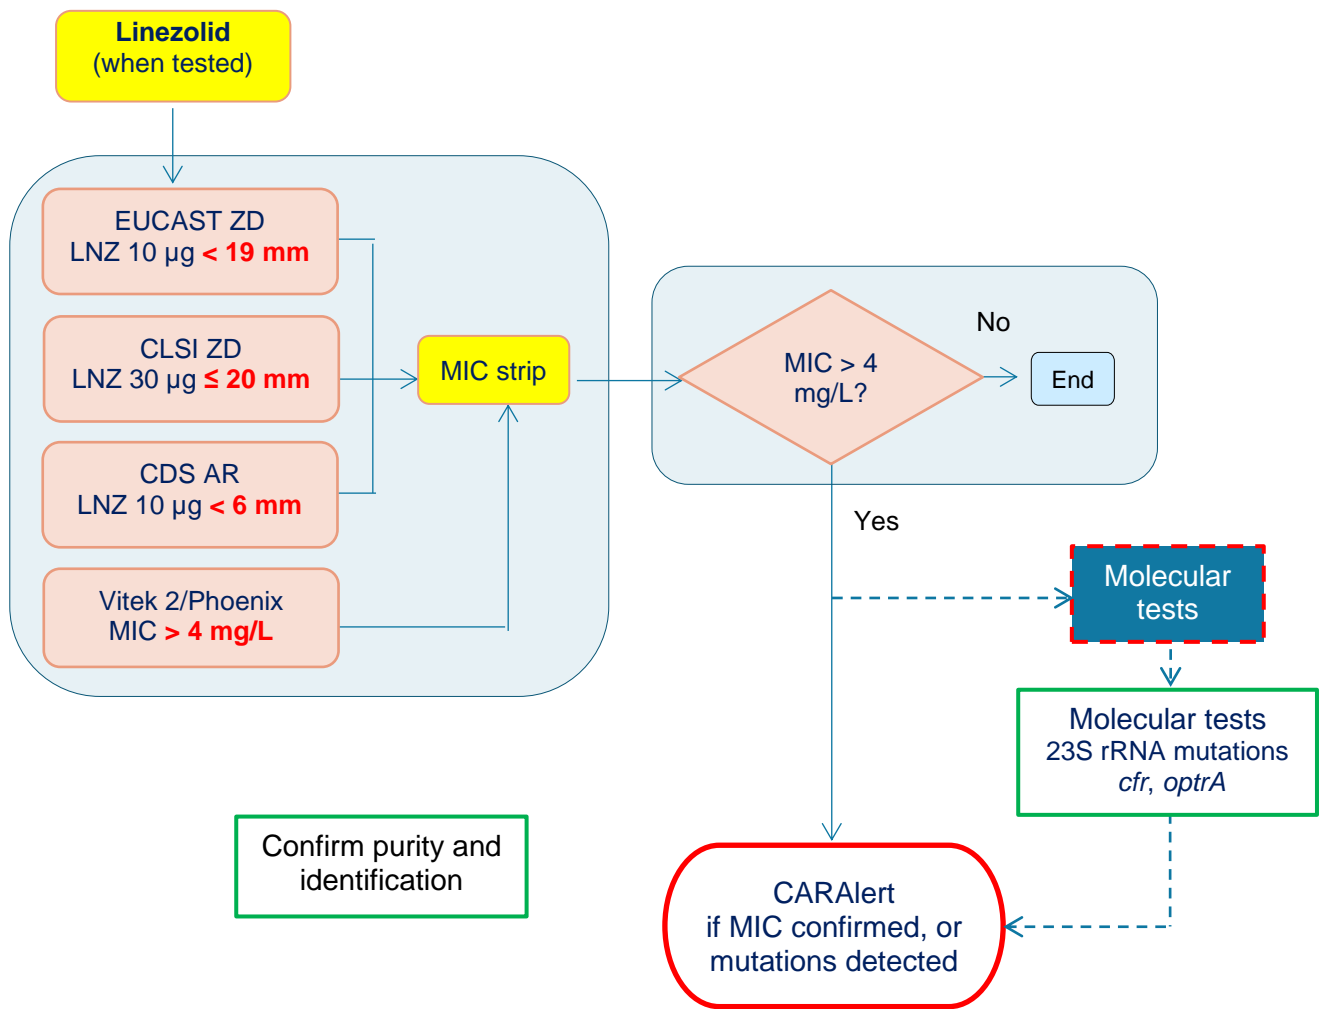 Linezolid
(when tested)
EUCAST ZD
LNZ 10 µg < 19 mm
CLSI ZD
LNZ 30 µg ≤ 20 mm
CDS AR
LNZ 10 µg < 6 mm
Vitek 2/Phoenix
MIC > 4 mg/L
MIC strip
MIC > 4
mg/L?
No
End
Yes
Molecular
tests
Molecular tests
23S rRNA mutations
cfr, optrA
Confirm purity and
identification
CARAlert
if MIC confirmed, or
mutations detected